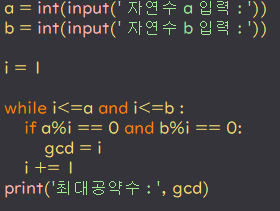 a = int(input(' 자연수 a 입력 : '))
b = int(input(' 자연수 b 입력 : '))
i = 1
while i<=a and i<=b :
    if a%i == 0 and b%i == 0:
        gcd = i
    i += 1
print('최대공약수 : ', gcd)